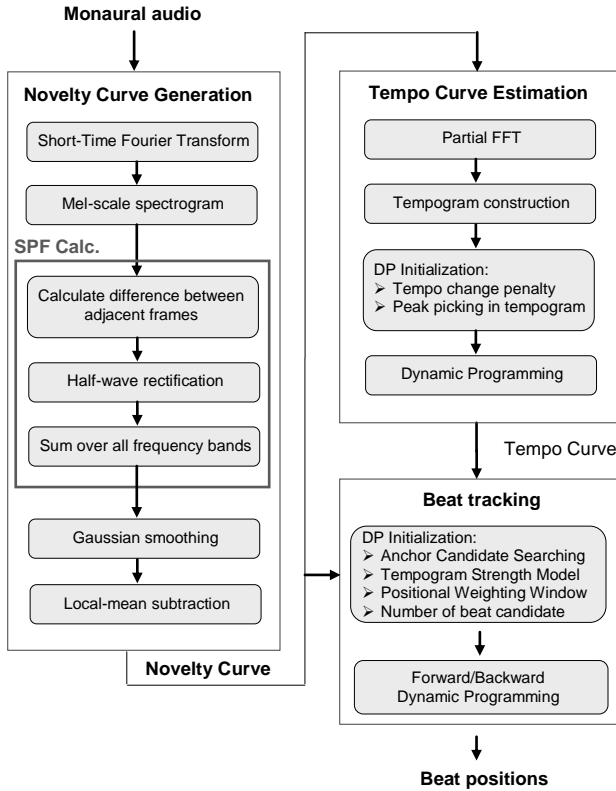 Monaural audio
Novelty Curve Generation
Short-Time Fourier Transform
Mel-scale spectrogram
SPF Calc.
Calculate difference between
adjacent frames
Half-wave rectification
Sum over all frequency bands
Gaussian smoothing
Local-mean subtraction
Novelty Curve
Tempo Curve Estimation
Partial FFT
Tempogram construction
DP Initialization:
➢ Tempo change penalty
➢ Peak picking in tempogram
Dynamic Programming
Tempo Curve
Beat tracking
DP Initialization:
➢ Anchor Candidate Searching
➢ Tempogram Strength Model
➢ Positional Weighting Window
➢ Number of beat candidate
Forward/Backward
Dynamic Programming
Beat positions